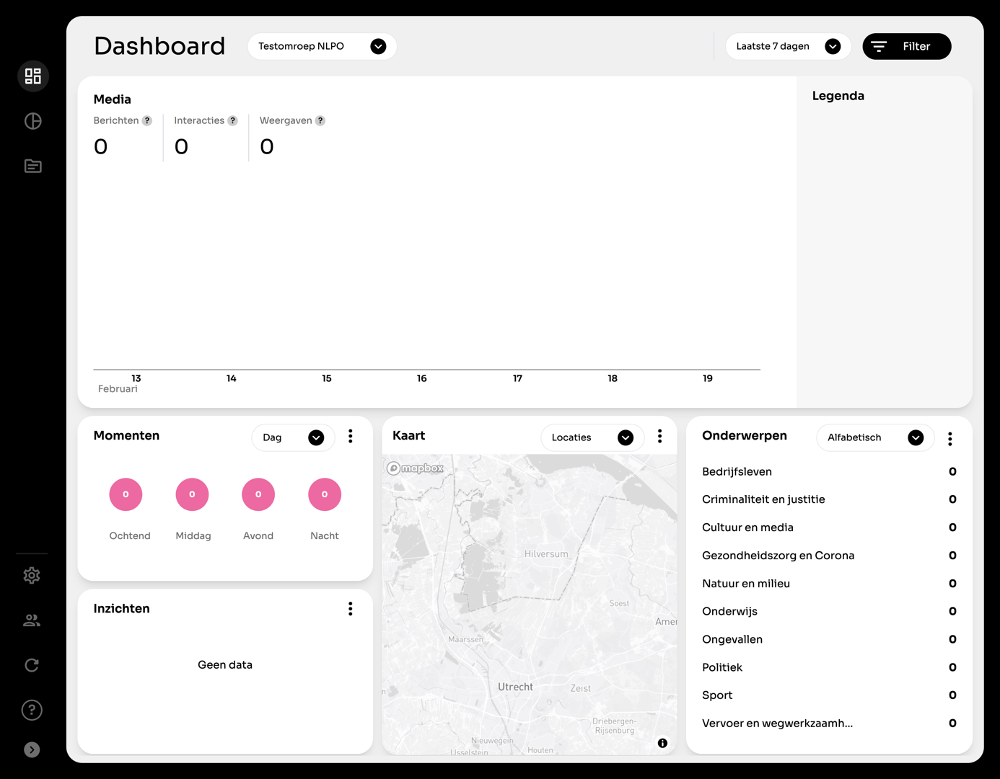 Dashboard
Testomroep NLPO
Laatste 7 dagen
Filter
Media
Berichten ?
Interacties ?
Weergaven ?
0
0
0
Legenda
13
14
15
16
17
18
19
Februari
Momenten
Dag
0
0
0
0
Ochtend
Middag
Avond
Nacht
Inzichten
Geen data
Kaart
Locaties
mapbox
Hilversum
Soest
Amer
Maarssen
Utrecht
Zeist
n
Driebergen-
Rijsenburg
Nieuwegein
IJsselstein
Houten
Onderwerpen
Alfabetisch
Bedrijfsleven 0
Criminaliteit en justitie 0
Cultuur en media 0
Gezondheidszorg en Corona 0
Natuur en milieu 0
Onderwijs 0
Ongevallen 0
Politiek 0
Sport 0
Vervoer en wegwerkzaamh... 0